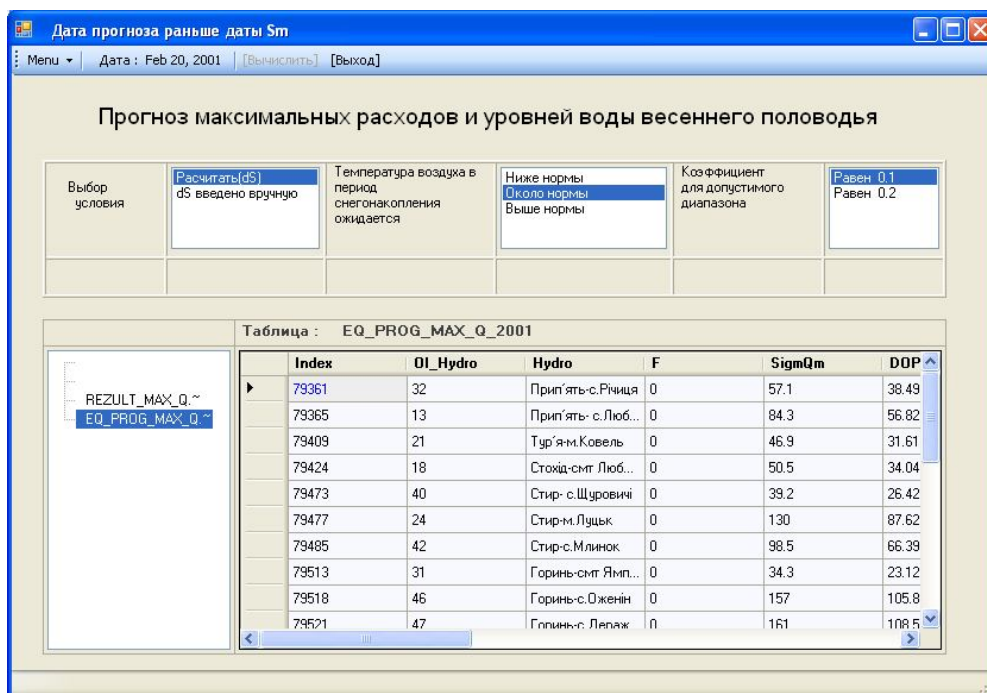 Дата прогноза раньше даты Sm
Menu Дата : Feb 20, 2001 [Вычислить] [Выход]
Прогноз максимальных расходов и уровней воды весеннего половодья
Выбор
условия
Расчитать(dS)
dS введено вручную
Температура воздуха в
период
снегонакопления
ожидается
Ниже нормы
Около нормы
Выше нормы
Коэффициент
для допустимого
диапазона
Равен 0.1
Равен 0.2
Таблица : EQ_PROG_MAX_Q_2001
REZULT_MAX_Q.~
EQ_PROG_MAX_Q.~
Index OI_Hydro Hydro F SigmQm DOP
79361 32 Прип´ять-с.Річиця 0 57.1 38.49
79365 13 Прип´ять- с.Люб... 0 84.3 56.82
79409 21 Тур´я-м.Ковель 0 46.9 31.61
79424 18 Стохід-смт Люб... 0 50.5 34.04
79473 40 Стир- с.Щуровичі 0 39.2 26.42
79477 24 Стир-м.Луцьк 0 130 87.62
79485 42 Стир-с.Млинок 0 98.5 66.39
79513 31 Горинь-смт Ямп... 0 34.3 23.12
79518 46 Горинь-с.Оженін 0 157 105.8
79521 47 Горинь-с.Дераж 0 161 108.5